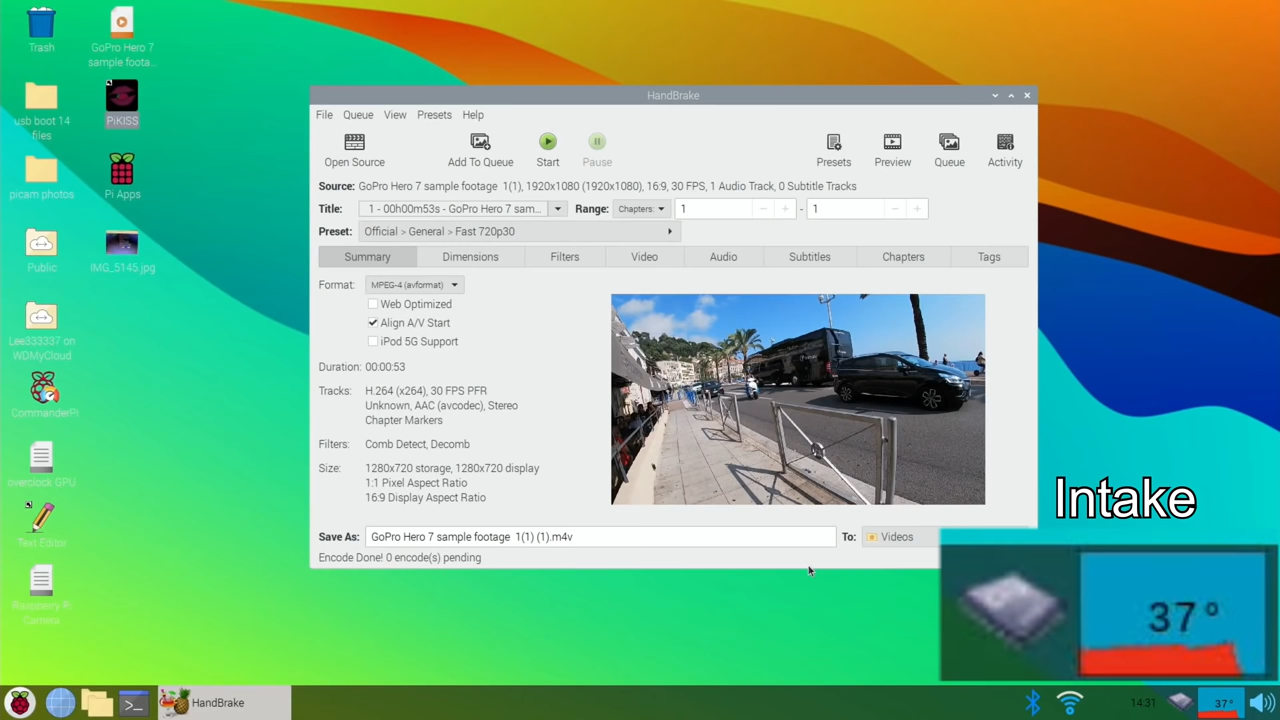 Trash
GoPro Hero 7
sample foota..
usb boot 14
files
PiKISS
picam photos
Pi Apps
Public
IMG_5145.jpg
Lee333337 on
WDMyCloud
CommanderPi
overclock GPU
Text Editor
Raspberry Pi
Camera
HandBrake
File Queue View Presets Help
Open Source Add To Queue Start Pause Presets Preview Queue Activity
Source: GoPro Hero 7 sample footage 1(1), 1920x1080 (1920x1080), 16:9, 30 FPS, 1 Audio Track, 0 Subtitle Tracks
Title: 1 - 00h00m53s - GoPro Hero 7 sam... Range: Chapters: 1 - 1
Preset: Official > General > Fast 720p30
Summary Dimensions Filters Video Audio Subtitles Chapters Tags
Format: MPEG-4 (avformat)
Web Optimized
Align A/V Start
iPod 5G Support
Duration: 00:00:53
Tracks: H.264 (x264), 30 FPS PFR
Unknown, AAC (avcodec), Stereo
Chapter Markers
Filters: Comb Detect, Decomb
Size: 1280x720 storage, 1280x720 display
1:1 Pixel Aspect Ratio
16:9 Display Aspect Ratio
Save As: GoPro Hero 7 sample footage 1(1) (1).m4v To: Videos
Encode Done! 0 encode(s) pending
Intake
37°
HandBrake 14:31 37°